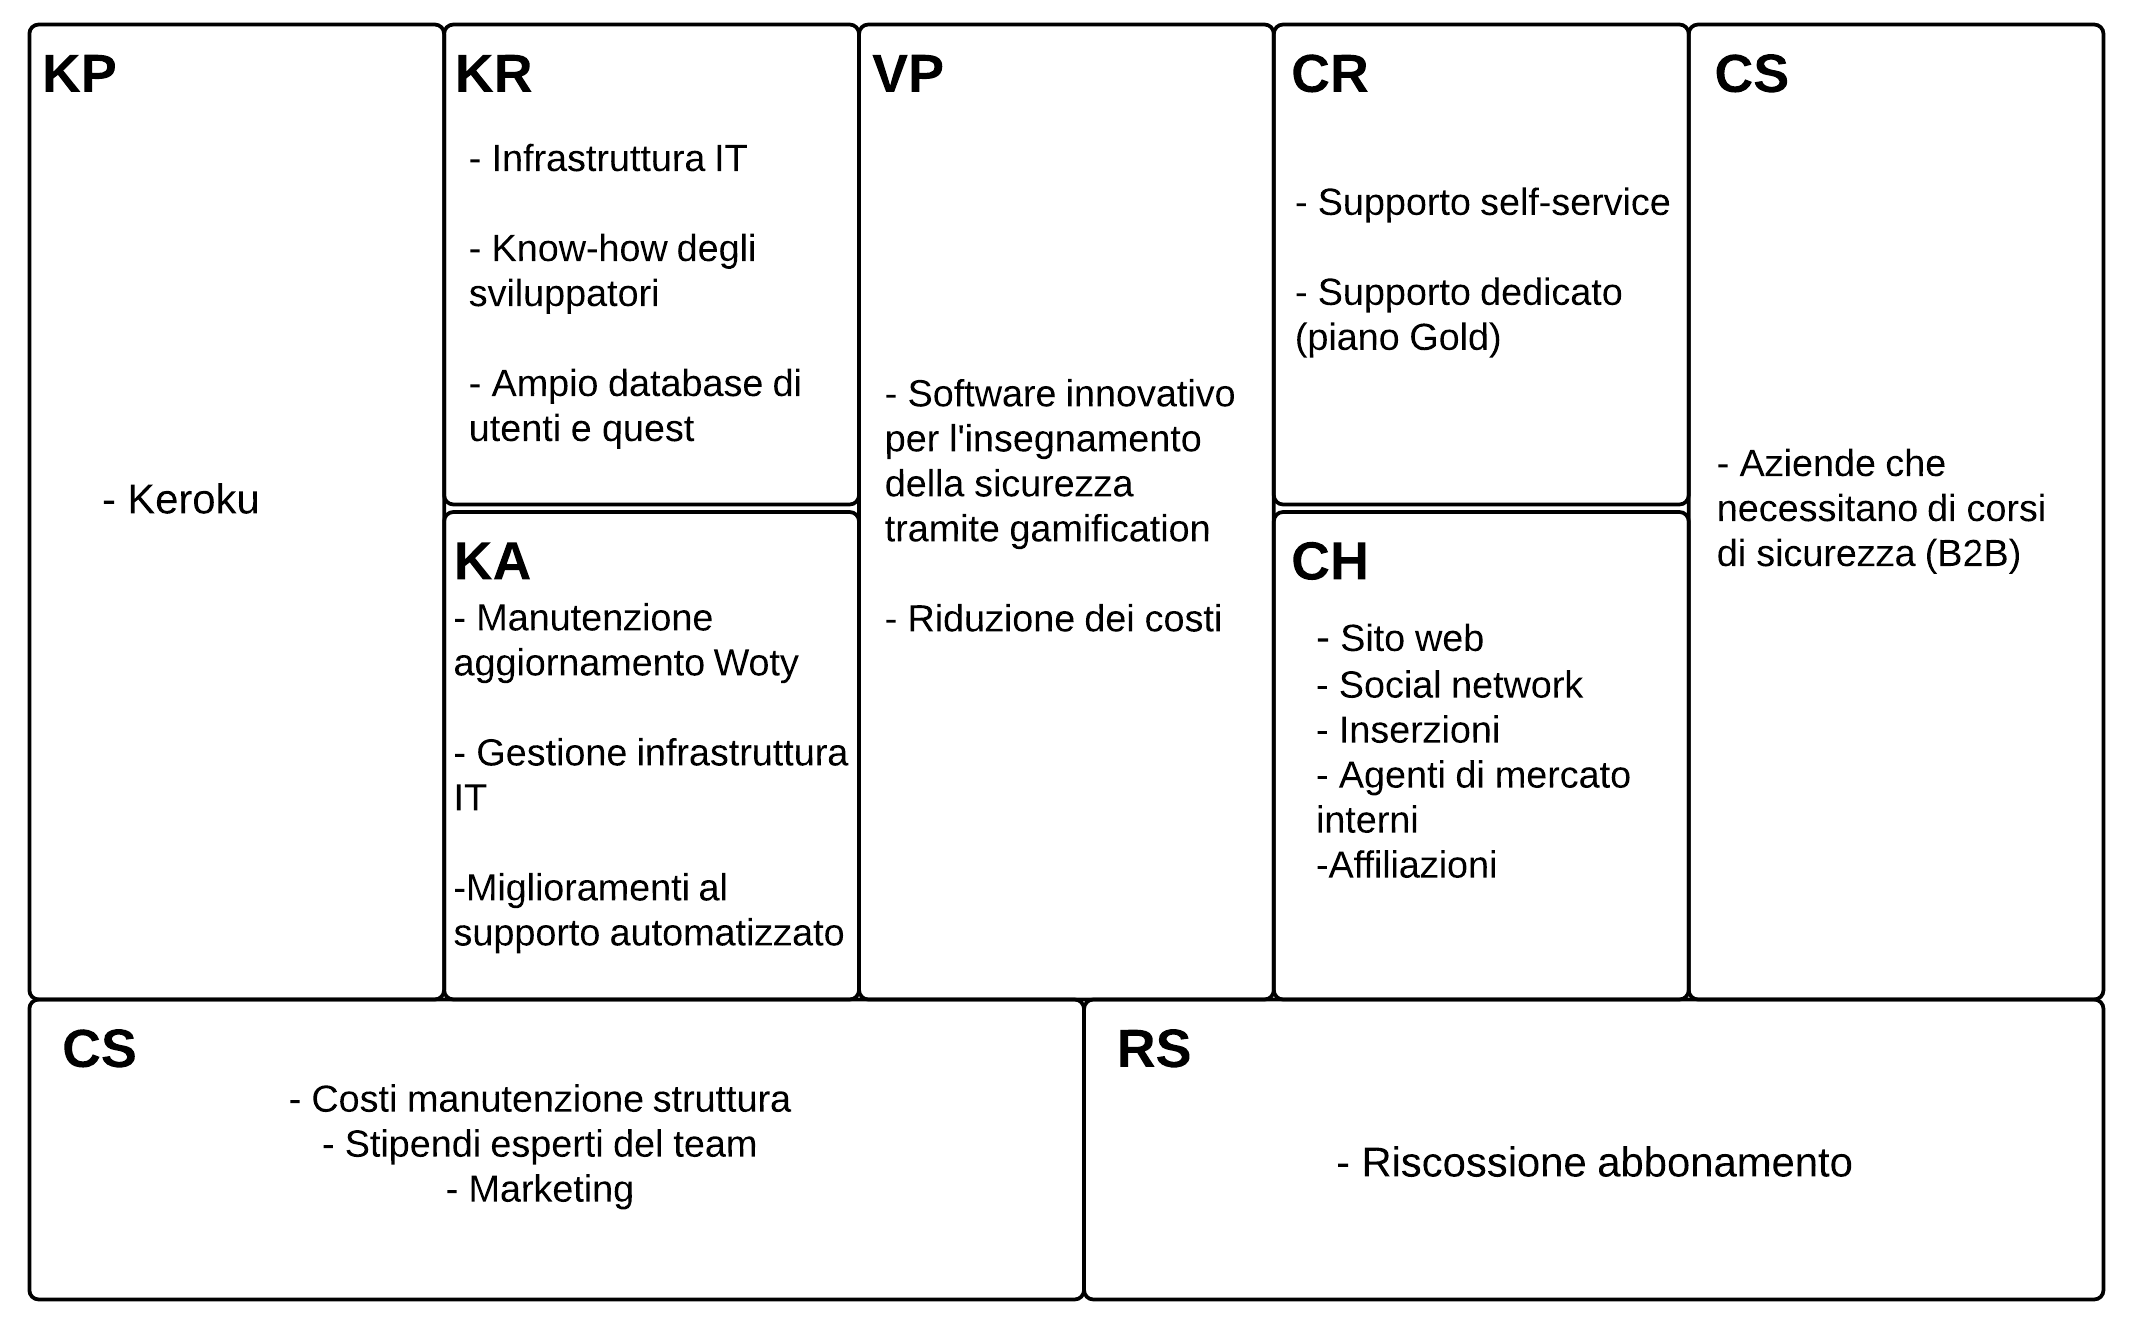 KP
- Keroku
KR
- Infrastruttura IT
- Know-how degli
sviluppatori
- Ampio database di
utenti e quest
KA
- Manutenzione
aggiornamento Woty
- Gestione infrastruttura
IT
-Miglioramenti al
supporto automatizzato
VP
- Software innovativo
per l'insegnamento
della sicurezza
tramite gamification
- Riduzione dei costi
CR
- Supporto self-service
- Supporto dedicato
(piano Gold)
CH
- Sito web
- Social network
- Inserzioni
- Agenti di mercato
interni
-Affiliazioni
CS
- Aziende che
necessitano di corsi
di sicurezza (B2B)
CS
- Costi manutenzione struttura
- Stipendi esperti del team
- Marketing
RS
- Riscossione abbonamento